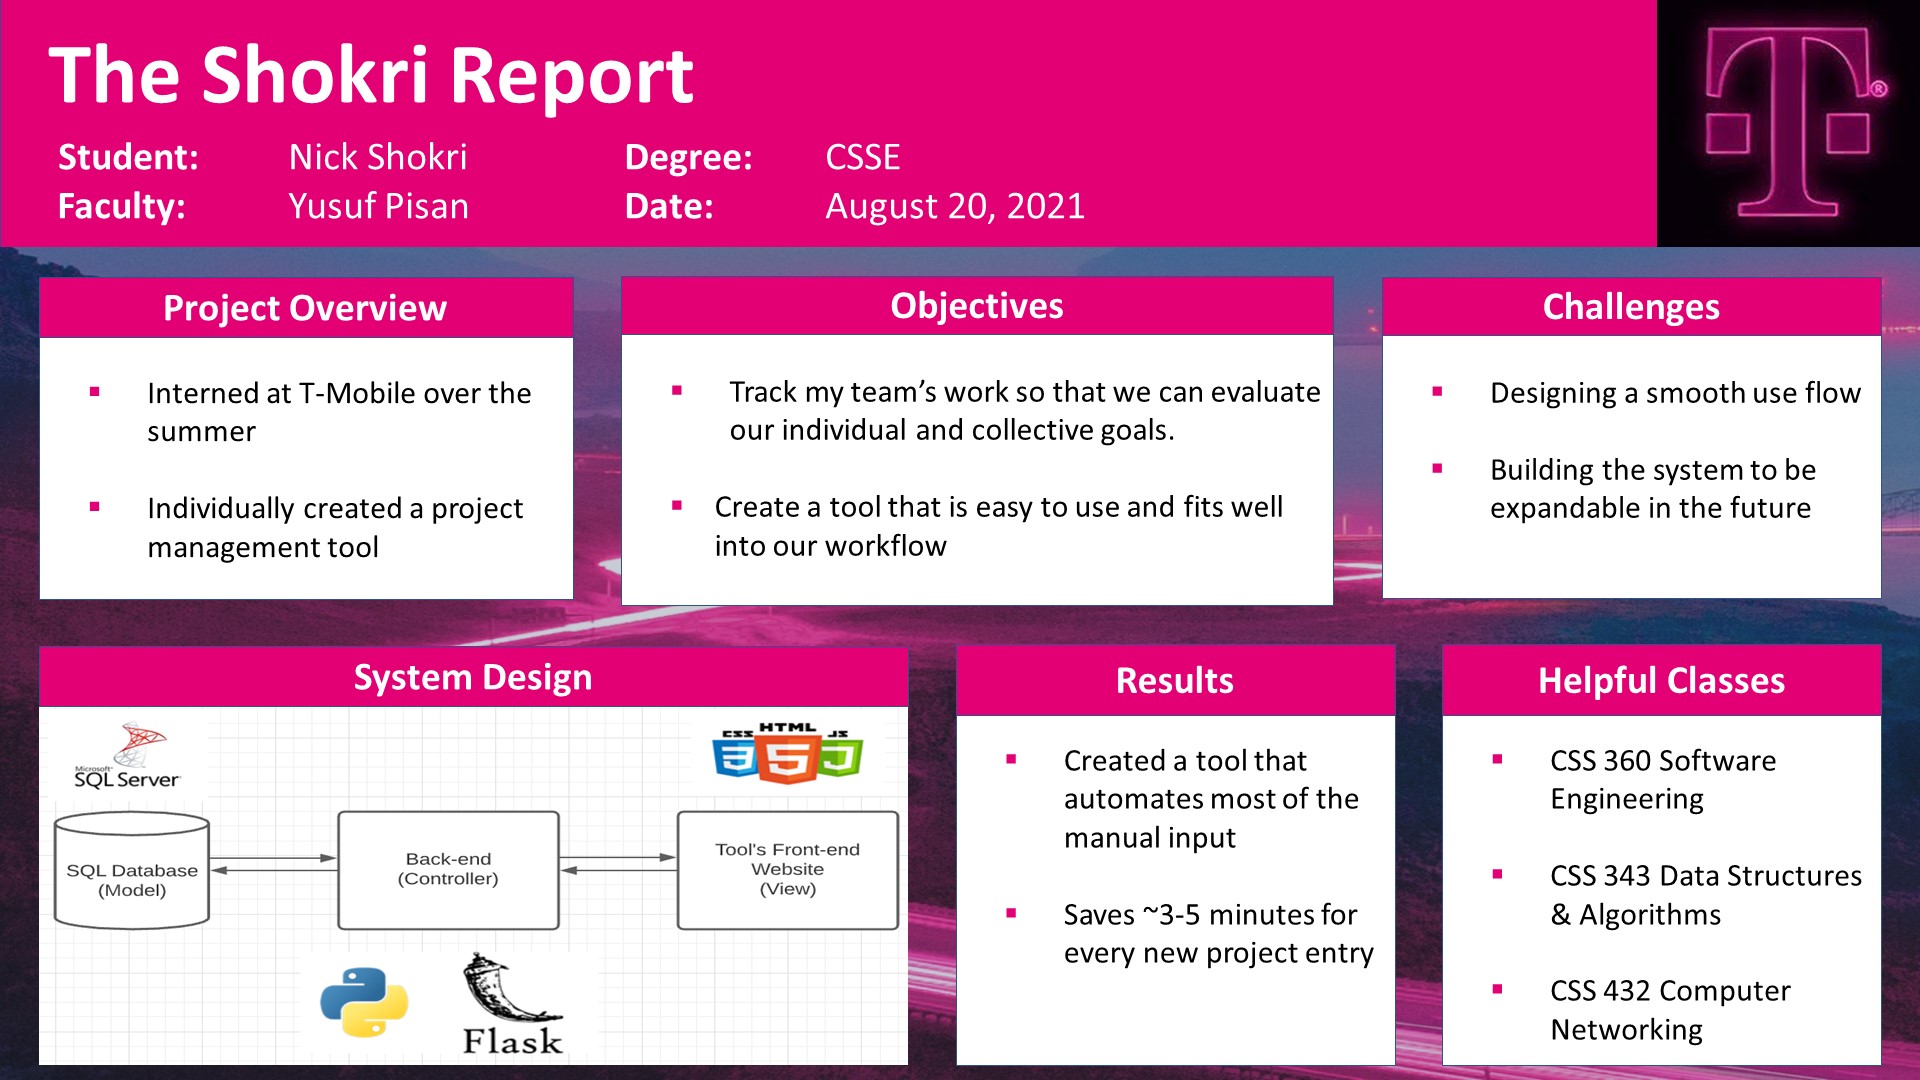 The Shokri Report
Student: Nick Shokri Degree: CSSE
Faculty: Yusuf Pisan Date: August 20, 2021
T®
Project Overview
▪ Interned at T-Mobile over the
summer
▪ Individually created a project
management tool
Objectives
▪ Track my team’s work so that we can evaluate
our individual and collective goals.
▪ Create a tool that is easy to use and fits well
into our workflow
Challenges
▪ Designing a smooth use flow
▪ Building the system to be
expandable in the future
System Design
Microsoft®
SQL Server
CSS HTML JS
3 5 J
SQL Database
(Model)
Back-end
(Controller)
Tool's Front-end
Website
(View)
Flask
Results
▪ Created a tool that
automates most of the
manual input
▪ Saves ~3-5 minutes for
every new project entry
Helpful Classes
▪ CSS 360 Software
Engineering
▪ CSS 343 Data Structures
& Algorithms
▪ CSS 432 Computer
Networking